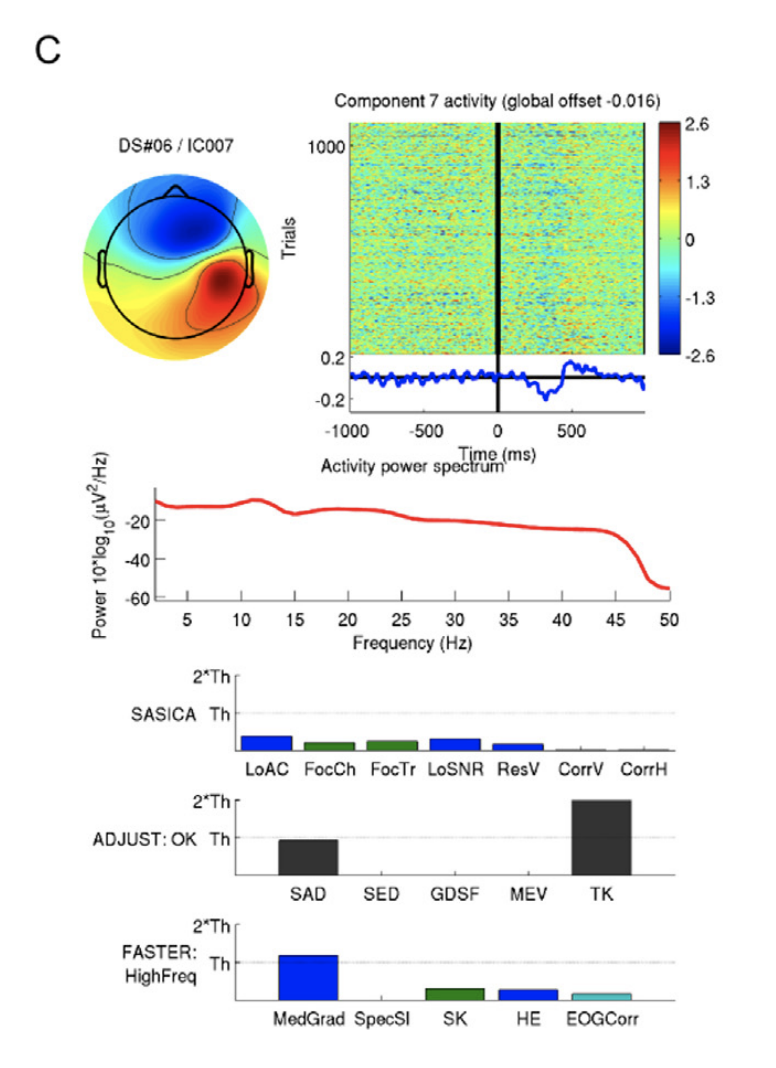 C
Component 7 activity (global offset -0.016)
DS#06 / IC007
Trials
1000
2.6
1.3
0
-1.3
-2.6
0.2
-0.2
-1000 -500 0 500
Time (ms)
Activity power spectrum
Power 10*log10(μV2/Hz)
-20
-40
-60
5 10 15 20 25 30 35 40 45 50
Frequency (Hz)
SASICA
2*Th
Th
LoAC FocCh FocTr LoSNR ResV CorrV CorrH
ADJUST: OK
2*Th
Th
SAD SED GDSF MEV TK
FASTER:
HighFreq
2*Th
Th
MedGrad SpecSl SK HE EOGCorr